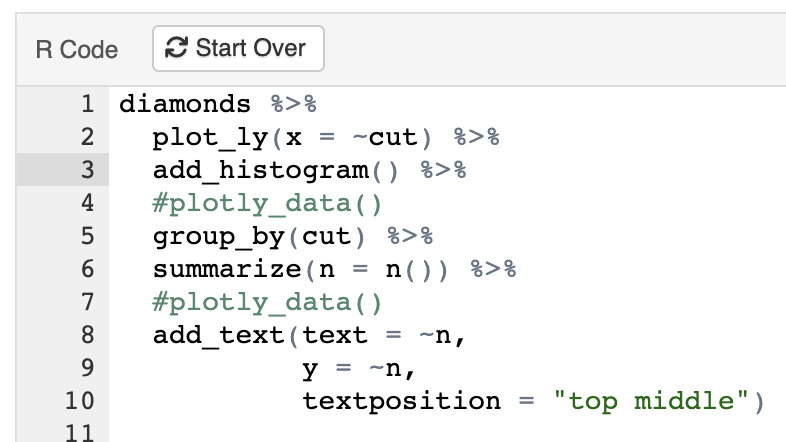 R Code Start Over
1 diamonds %>%
2   plot_ly(x = ~cut) %>%
3   add_histogram() %>%
4   #plotly_data()
5   group_by(cut) %>%
6   summarize(n = n()) %>%
7   #plotly_data()
8   add_text(text = ~n,
9            y = ~n,
10            textposition = "top middle")
11